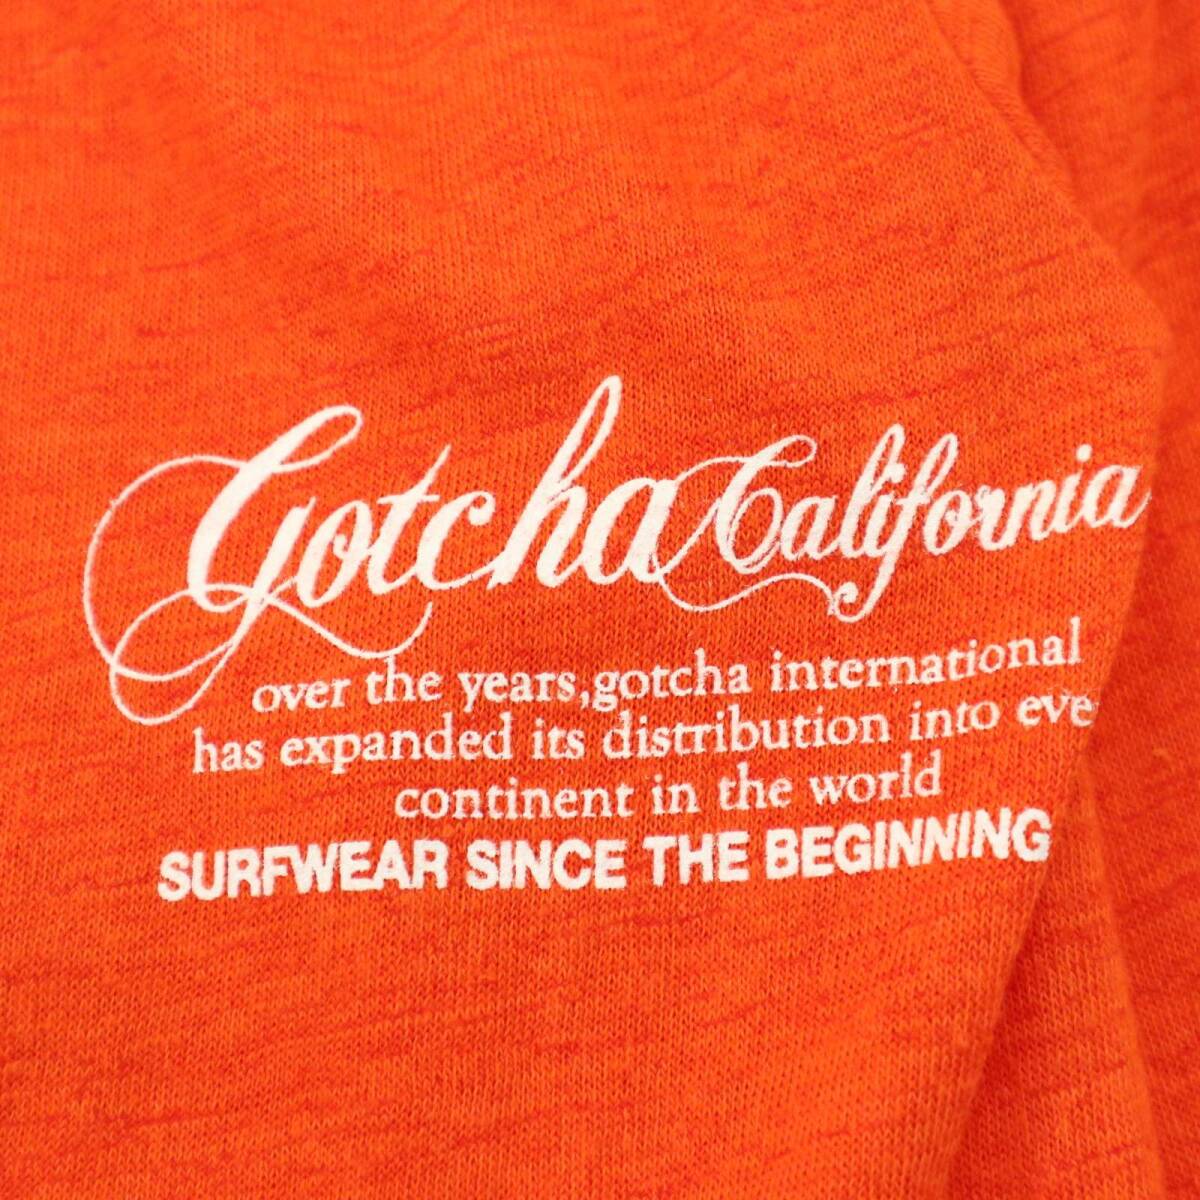 Gotcha California
over the years,gotcha international
has expanded its distribution into eve
continent in the world
SURFWEAR SINCE THE BEGINNING